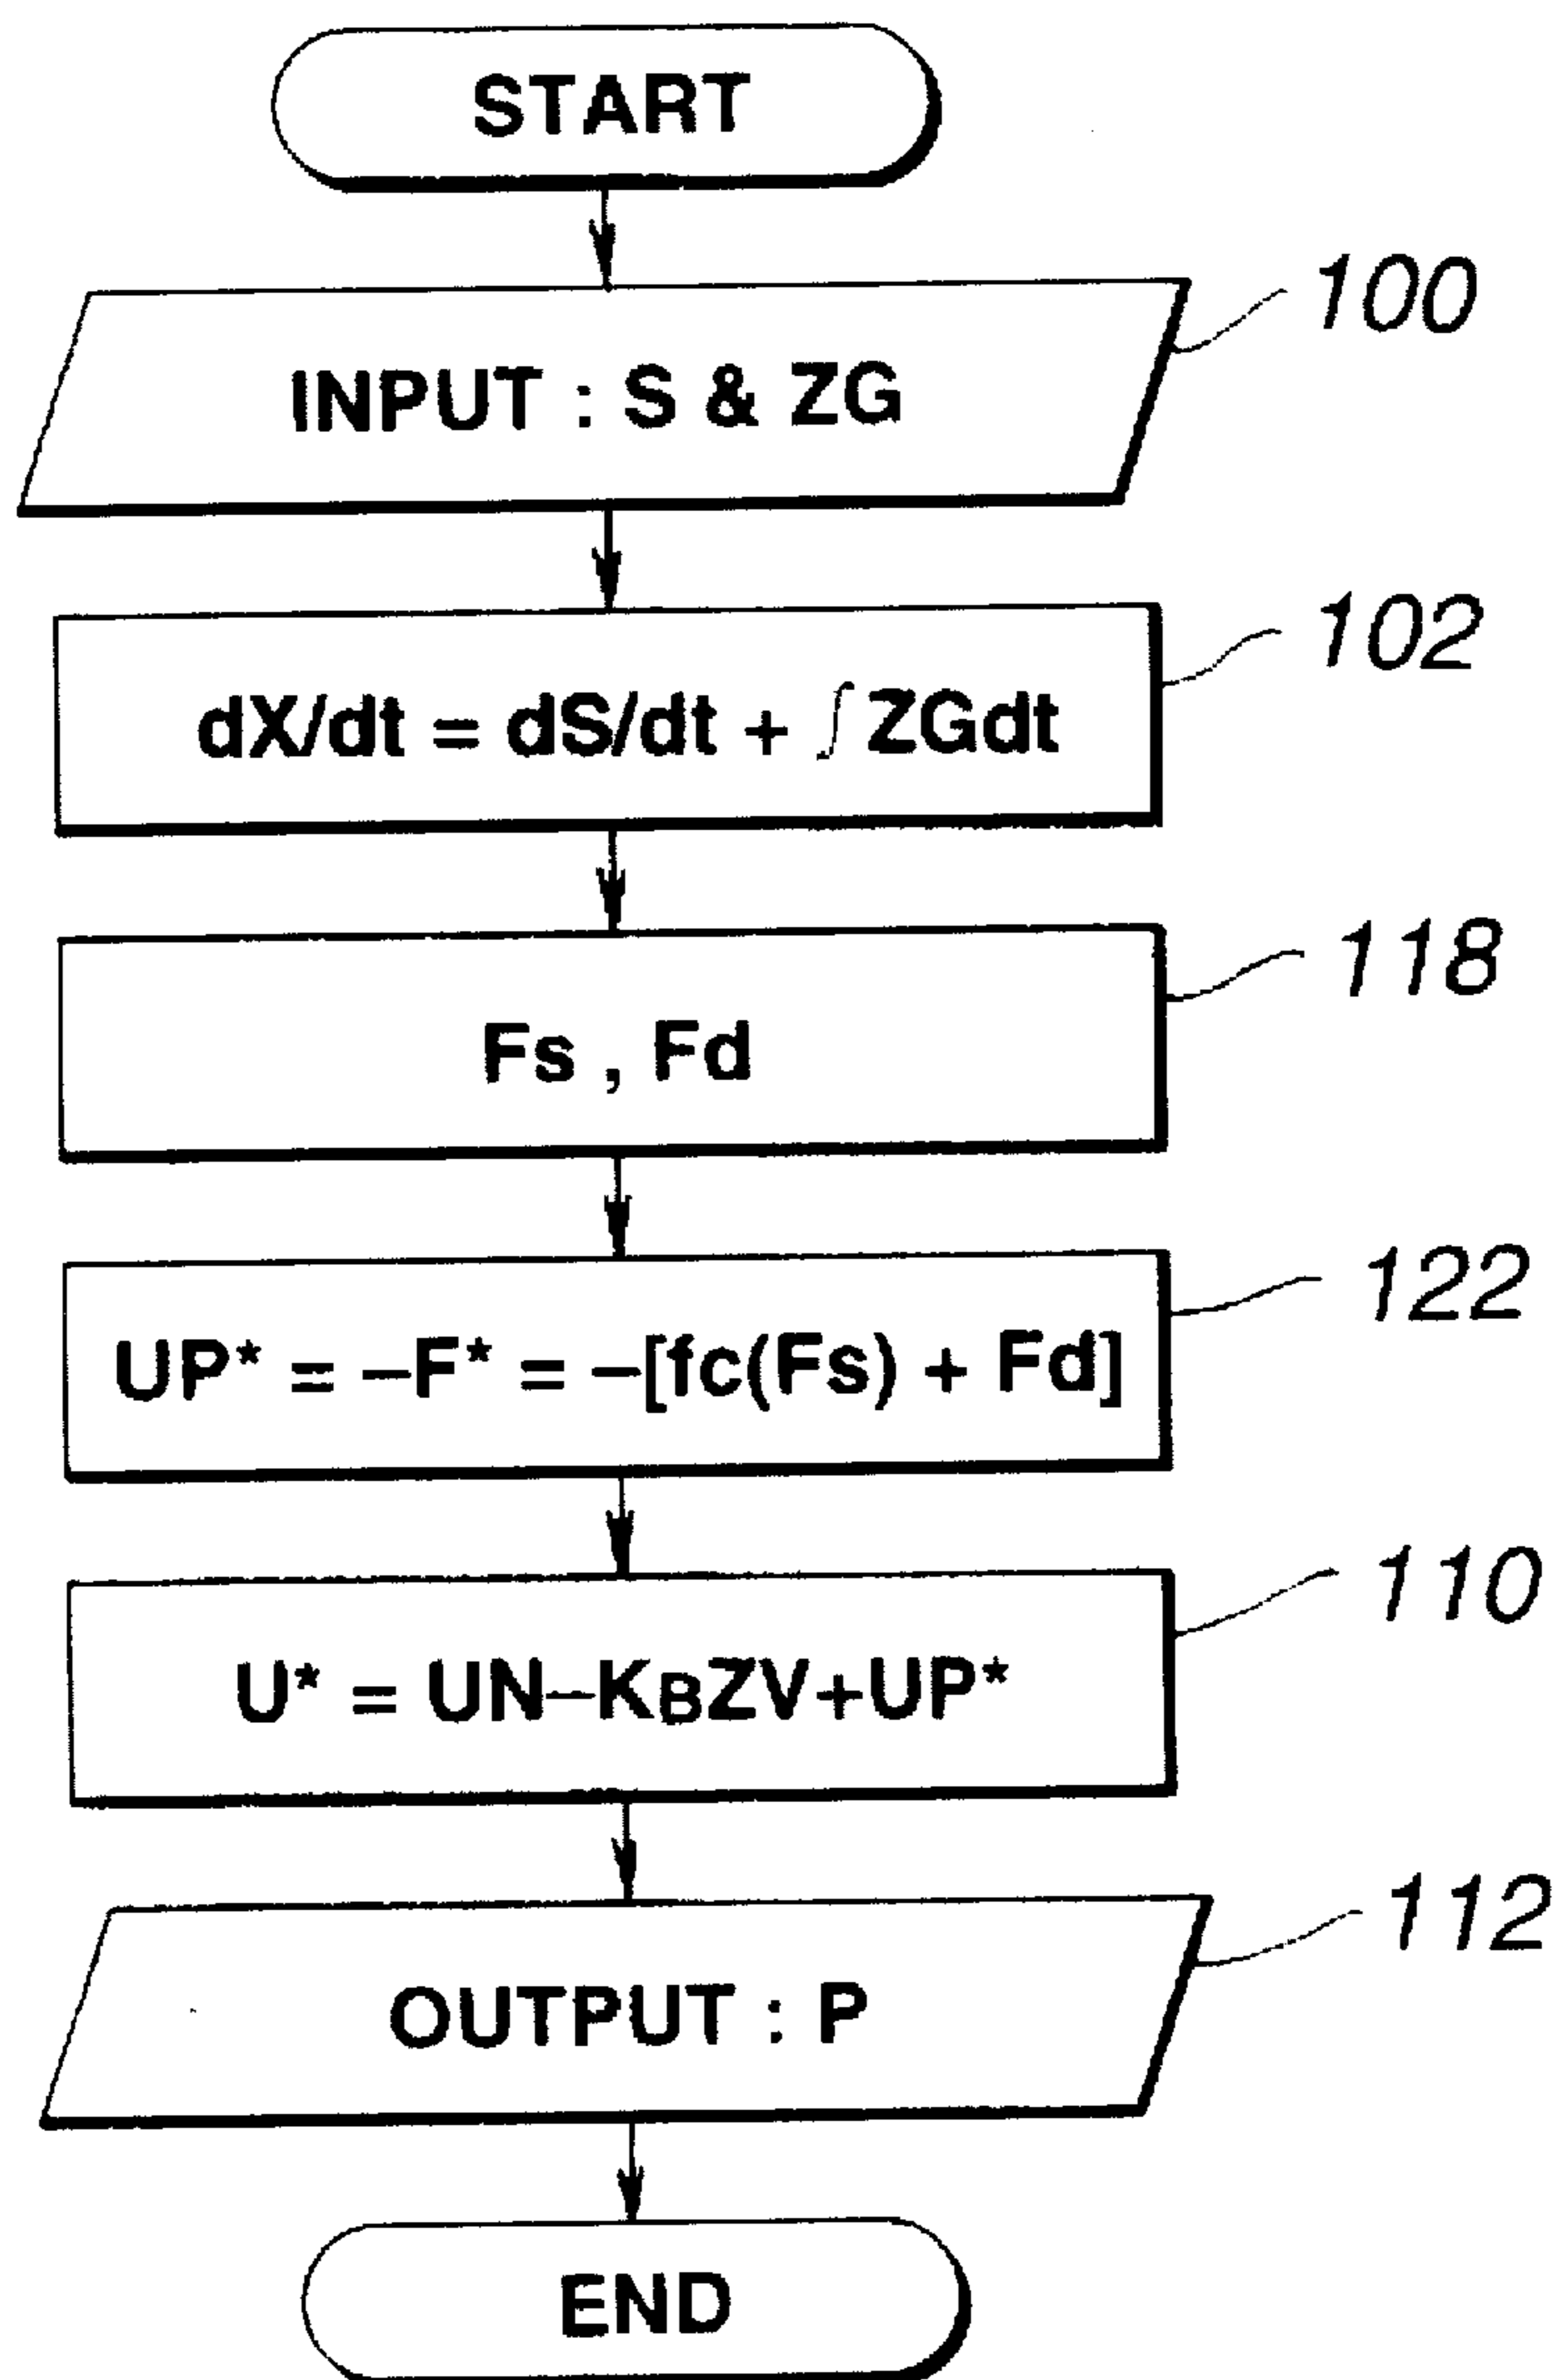 START
100
INPUT : S & ZG
102
dX/dt = dS/dt + ∫ZGdt
118
Fs , Fd
122
UP* = –F* = –[fc(Fs) + Fd]
110
U* = UN–KBZV+UP*
112
OUTPUT : P
END